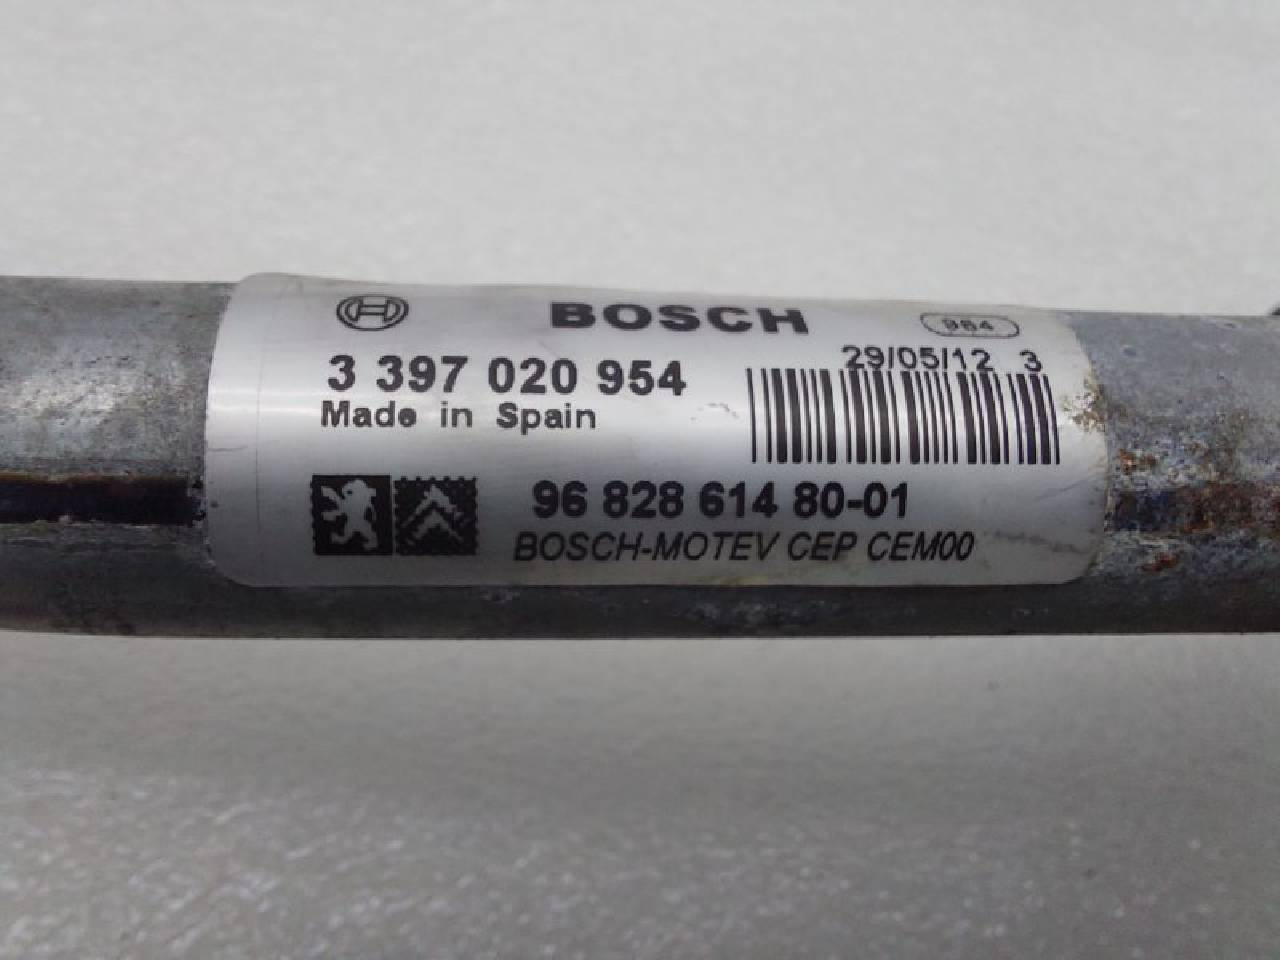 BOSCH 954
29/05/12 3
3 397 020 954
Made in Spain
96 828 614 80-01
BOSCH-MOTEV CEP CEM00